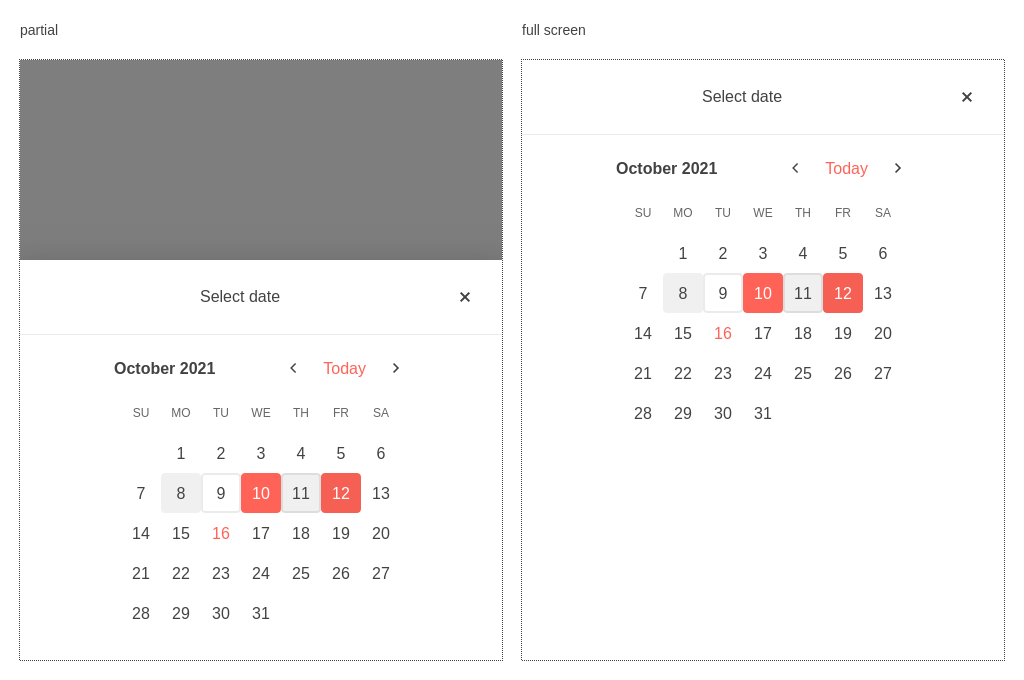 partial
Select date
October 2021 Today
SU MO TU WE TH FR SA
1 2 3 4 5 6
7 8 9 10 11 12 13
14 15 16 17 18 19 20
21 22 23 24 25 26 27
28 29 30 31
full screen
Select date
October 2021 Today
SU MO TU WE TH FR SA
1 2 3 4 5 6
7 8 9 10 11 12 13
14 15 16 17 18 19 20
21 22 23 24 25 26 27
28 29 30 31